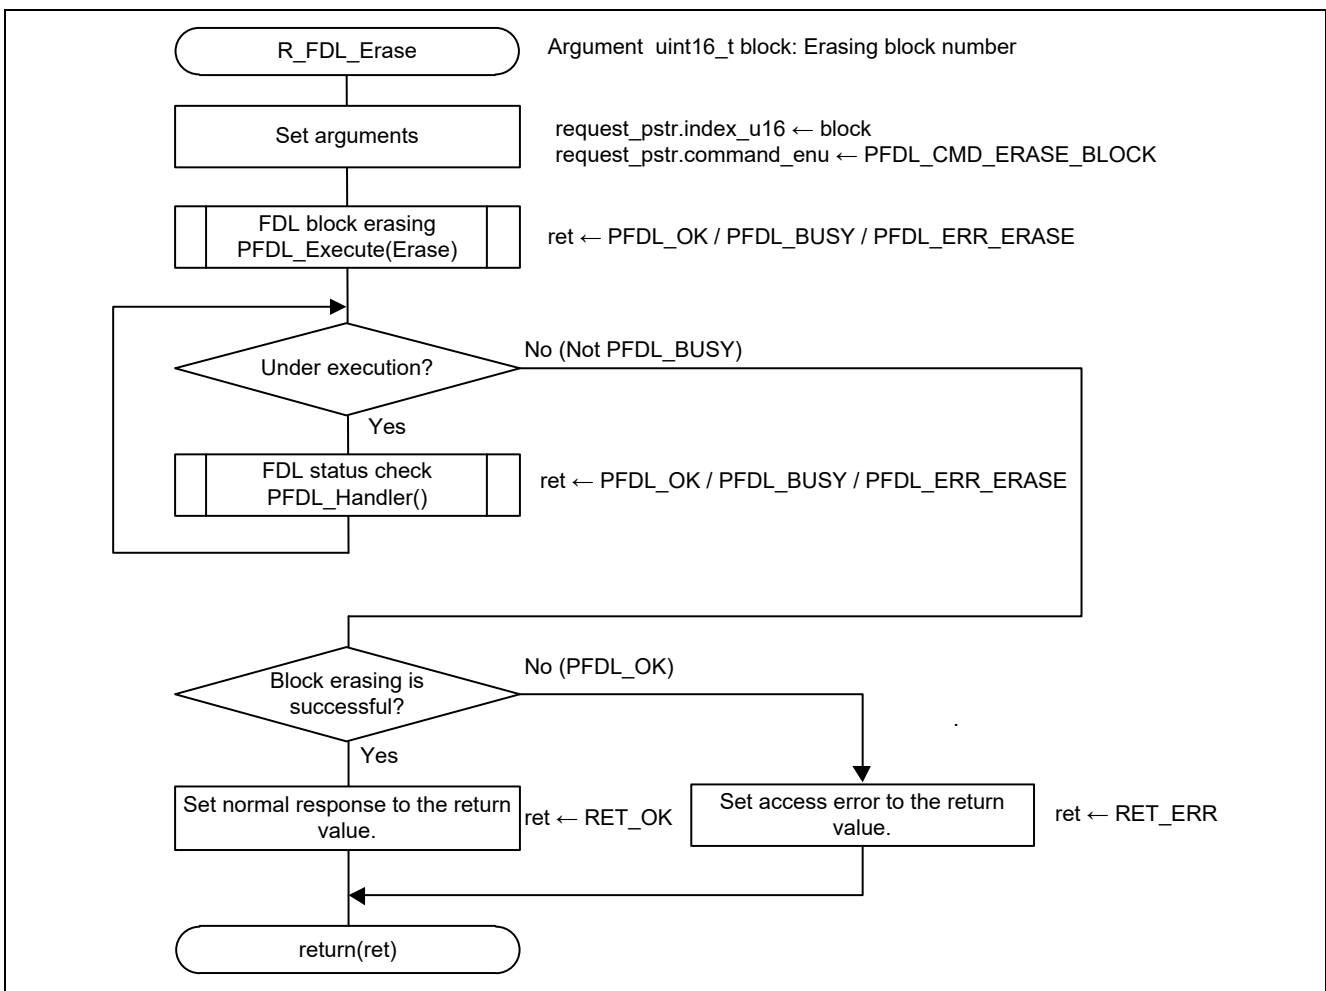 R_FDL_Erase
Argument  uint16_t block: Erasing block number
Set arguments
request_pstr.index_u16 ← block
request_pstr.command_enu ← PFDL_CMD_ERASE_BLOCK
FDL block erasing
PFDL_Execute(Erase)
ret ← PFDL_OK / PFDL_BUSY / PFDL_ERR_ERASE
Under execution?
No (Not PFDL_BUSY)
Yes
FDL status check
PFDL_Handler()
ret ← PFDL_OK / PFDL_BUSY / PFDL_ERR_ERASE
Block erasing is
successful?
No (PFDL_OK)
Yes
Set normal response to the return
value.
ret ← RET_OK
Set access error to the return
value.
ret ← RET_ERR
return(ret)